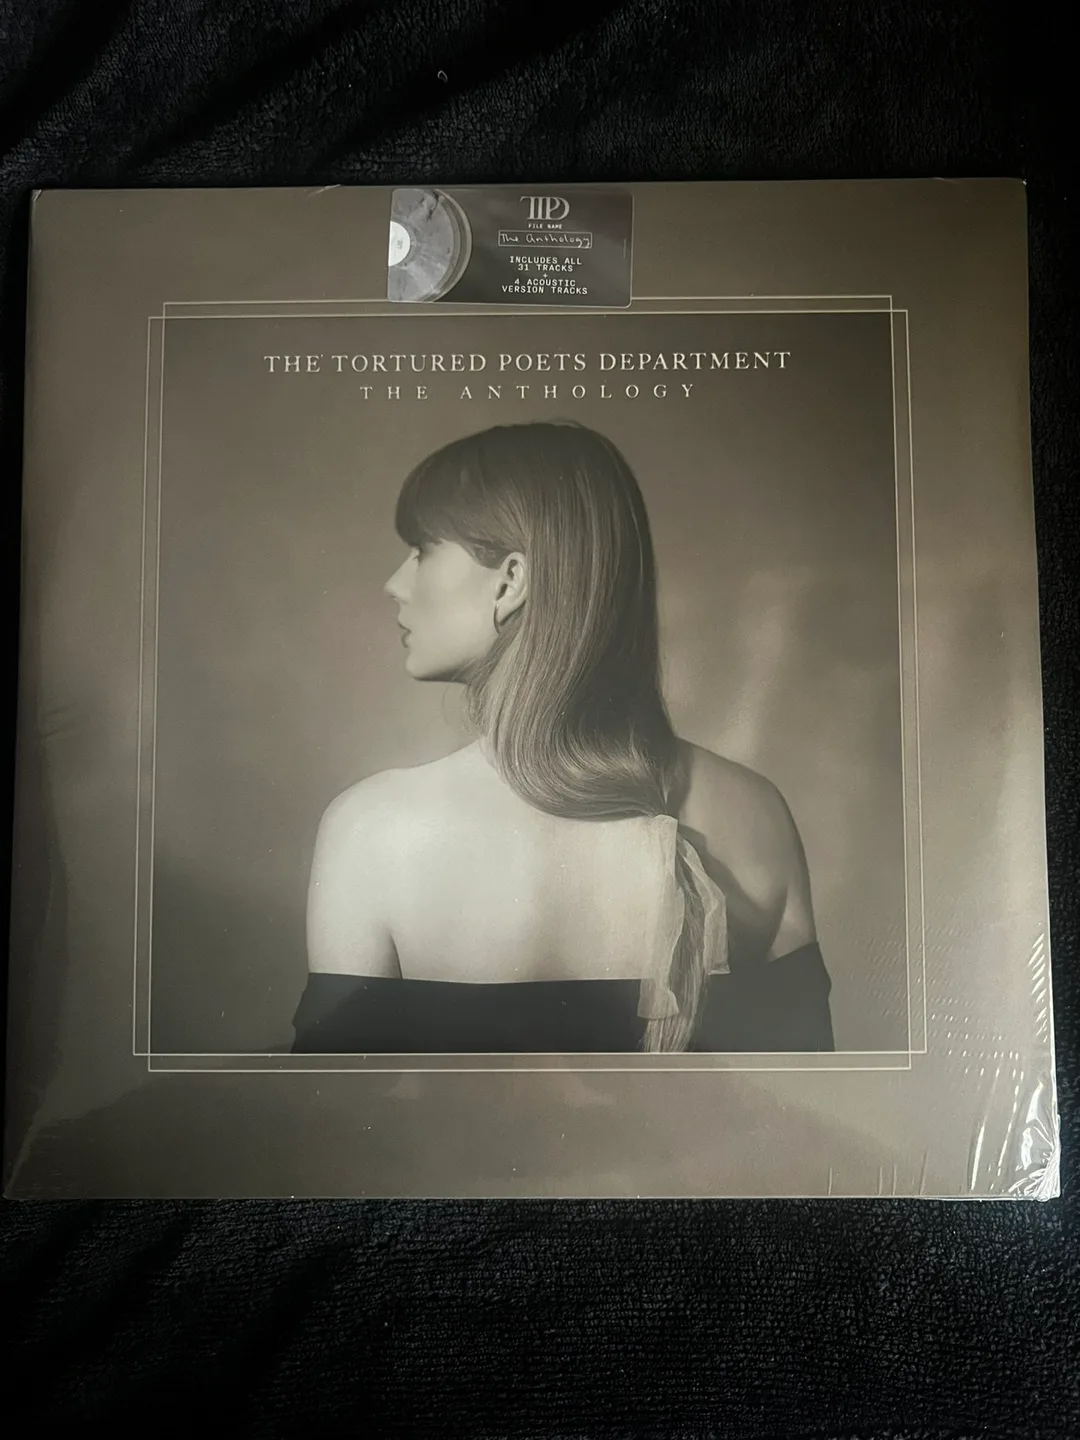 TTPD
FILE NAME
The Anthology
INCLUDES ALL
31 TRACKS
+
4 ACOUSTIC
VERSION TRACKS
THE TORTURED POETS DEPARTMENT
THE ANTHOLOGY